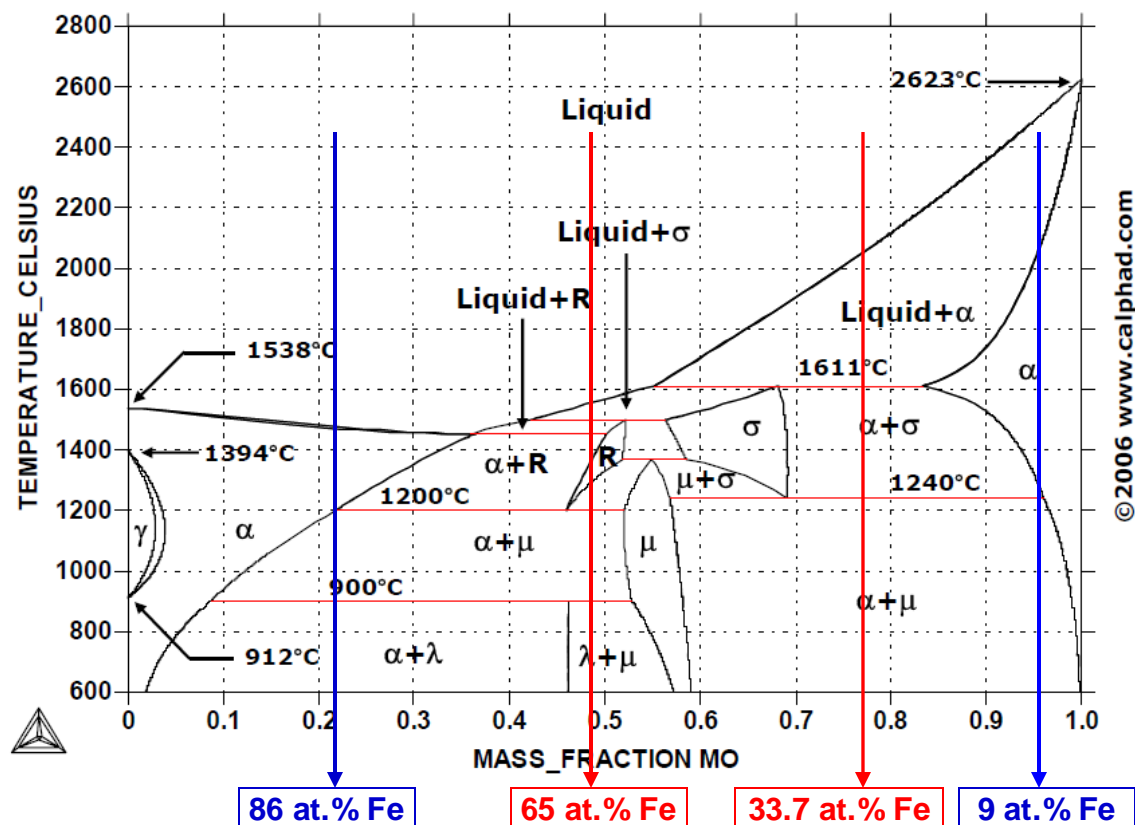 2800
2600
2400
2200
2000
1800
1600
1400
1200
1000
800
600
TEMPERATURE_CELSIUS
2623°C
Liquid
Liquid+σ
Liquid+R
Liquid+α
1538°C
1611°C
α
1394°C
α+R
R
σ
α+σ
μ+σ
1200°C
1240°C
γ
α
α+μ
μ
900°C
α+μ
912°C
α+λ
λ+μ
0
0.1
0.2
0.3
0.4
0.5
0.6
0.7
0.8
0.9
1.0
MASS_FRACTION MO
86 at.% Fe
65 at.% Fe
33.7 at.% Fe
9 at.% Fe
©2006 www.calphad.com